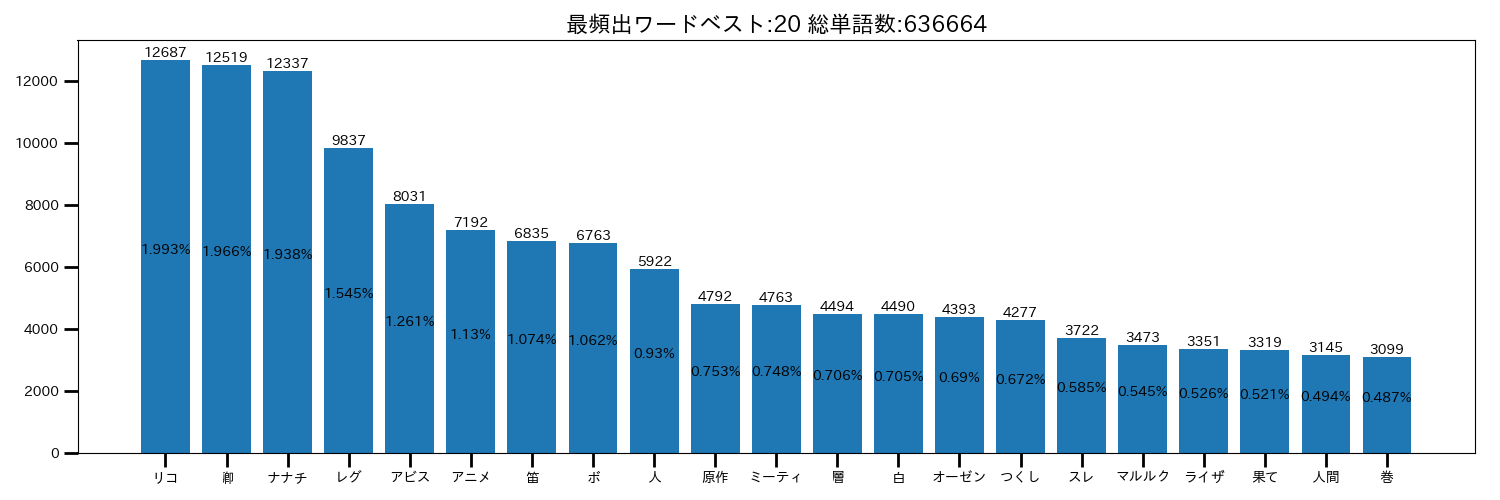 最頻出ワードベスト:20 総単語数:636664
12687 12519 12337 9837 8031 7192 6835 6763 5922 4792 4763 4494 4490 4393 4277 3722 3473 3351 3319 3145 3099
1.993% 1.966% 1.938% 1.545% 1.261% 1.13% 1.074% 1.062% 0.93% 0.753% 0.748% 0.706% 0.705% 0.69% 0.672% 0.585% 0.545% 0.526% 0.521% 0.494% 0.487%
12000
10000
8000
6000
4000
2000
0
リコ 卿 ナナチ レグ アビス アニメ 笛 ボ 人 原作 ミーティ 層 白 オーゼン つくし スレ マルルク ライザ 果て 人間 巻